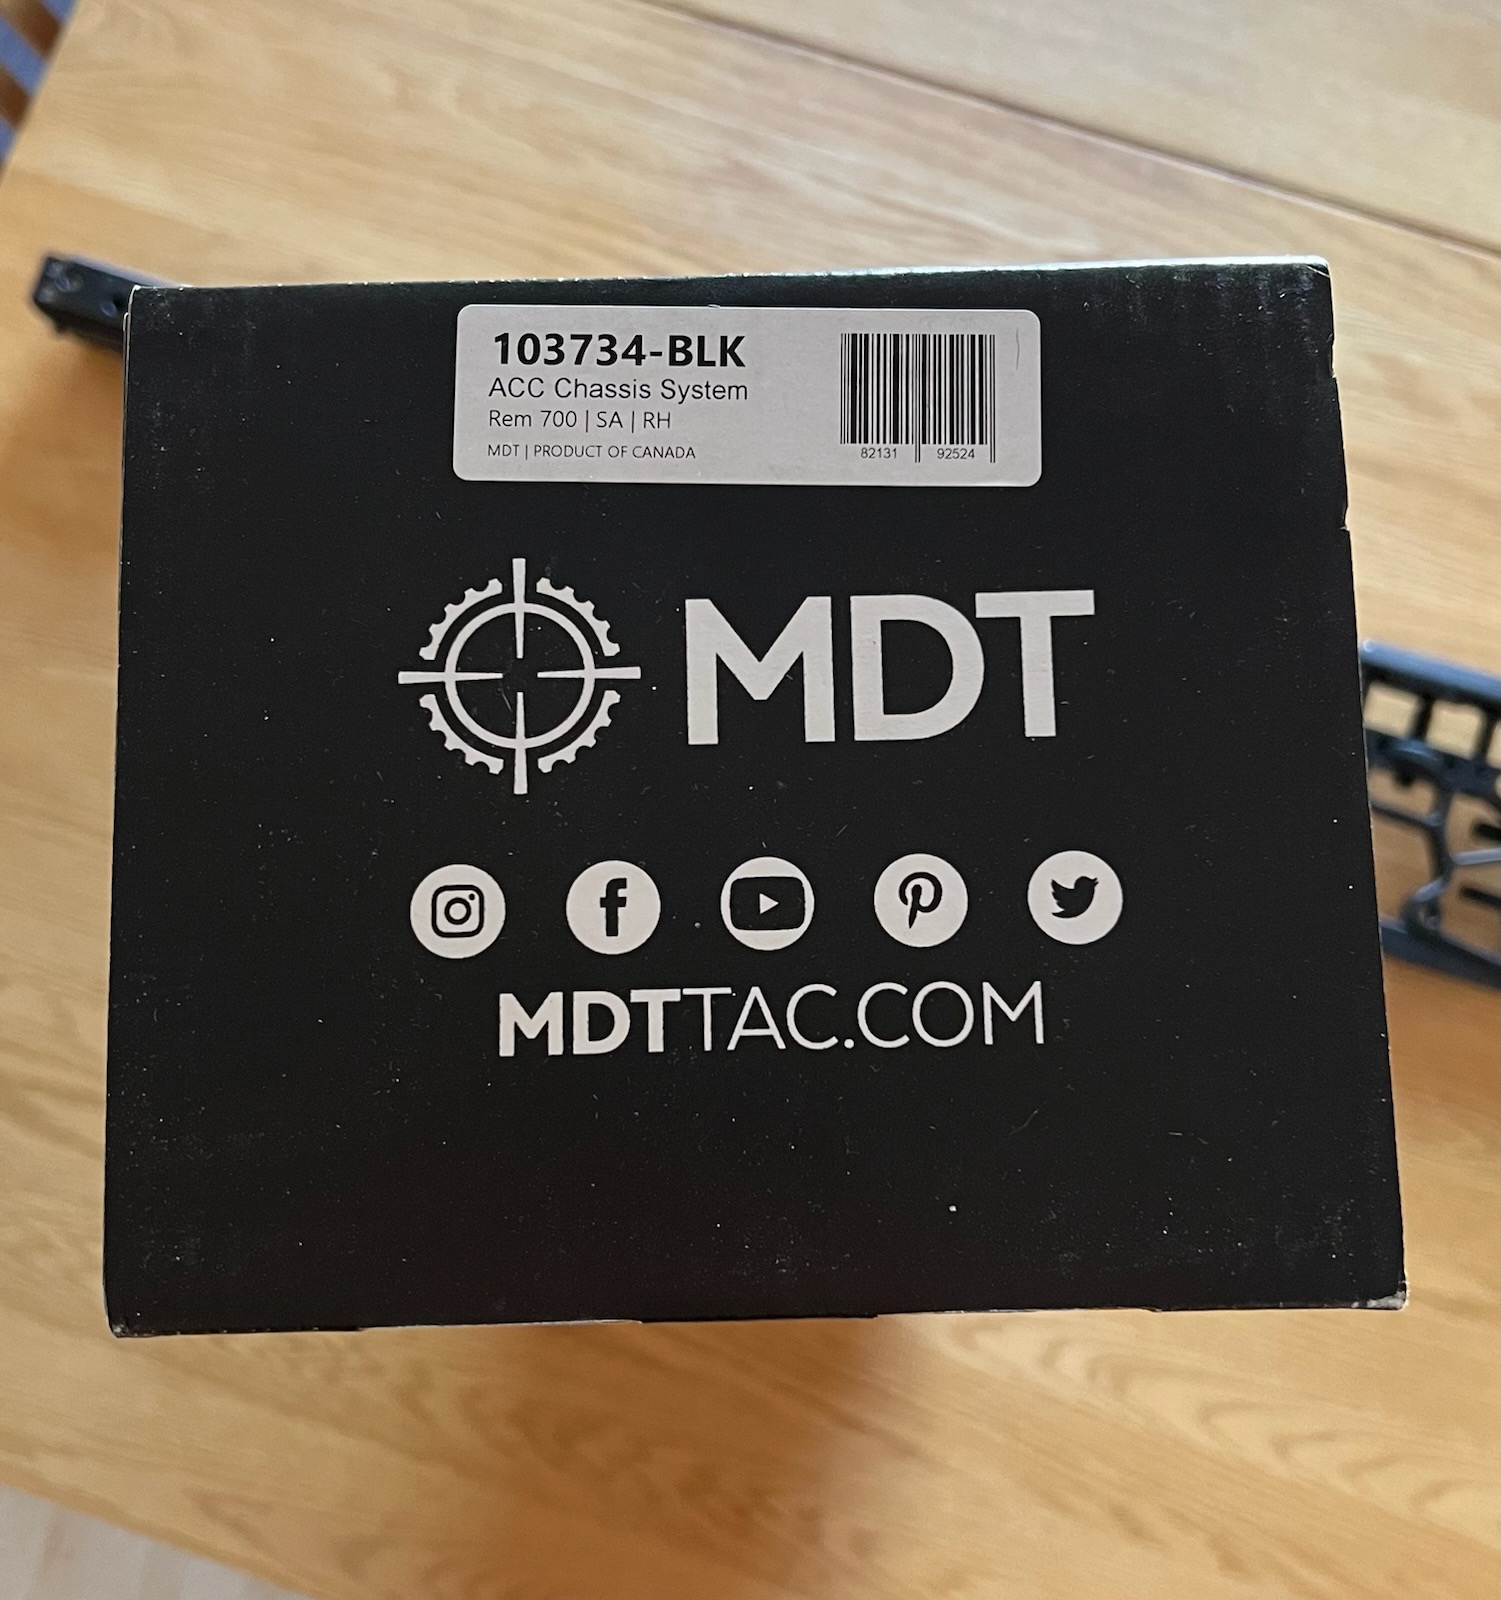 103734-BLK
ACC Chassis System
Rem 700 | SA | RH
MDT | PRODUCT OF CANADA
82131 92524
MDT
MDTTAC.COM